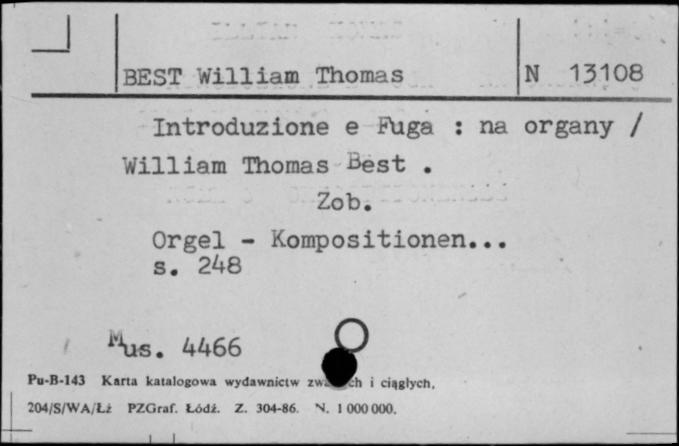 BEST William Thomas N 13108
Introduzione e Fuga : na organy /
William Thomas Best .
Zob.
Orgel - Kompositionen...
s. 248
Mus. 4466
Pu-B-143 Karta katalogowa wydawnictw i ciągłych,
204/S/WA/Łż PZGraf. Łódź. Z. 304-86. N. 1 000 000.